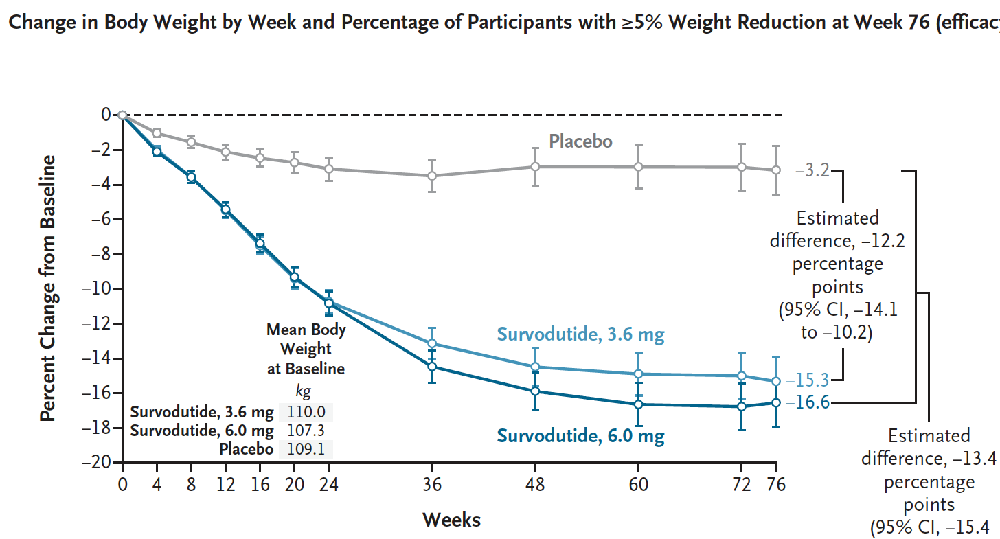 Change in Body Weight by Week and Percentage of Participants with ≥5% Weight Reduction at Week 76 (efficacy
Percent Change from Baseline
0
−2
−4
−6
−8
−10
−12
−14
−16
−18
−20
Placebo
−3.2
Estimated
difference, −12.2
percentage
points
(95% CI, −14.1
to −10.2)
Survodutide, 3.6 mg
−15.3
−16.6
Survodutide, 6.0 mg
Estimated
difference, −13.4
percentage
points
(95% CI, −15.4
Mean Body
Weight
at Baseline
kg
Survodutide, 3.6 mg 110.0
Survodutide, 6.0 mg 107.3
Placebo 109.1
0 4 8 12 16 20 24 36 48 60 72 76
Weeks